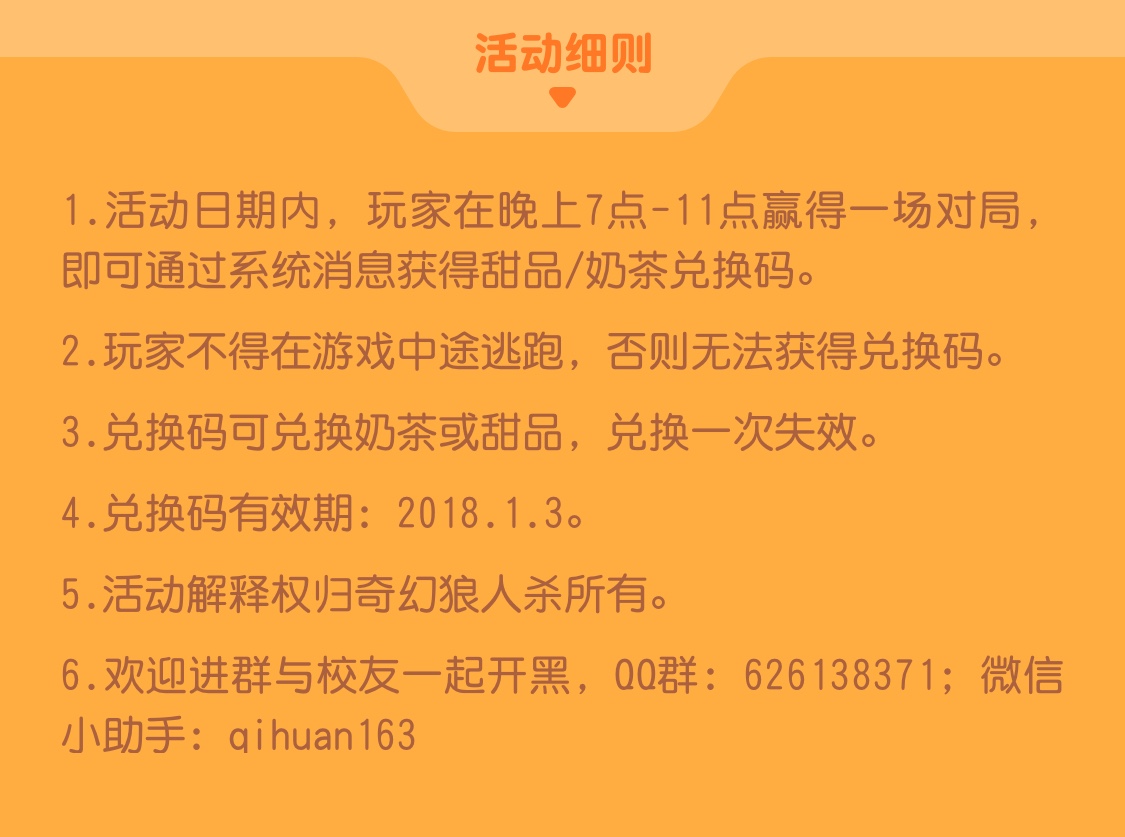 活动细则
1.活动日期内，玩家在晚上7点-11点赢得一场对局，
即可通过系统消息获得甜品/奶茶兑换码。
2.玩家不得在游戏中途逃跑，否则无法获得兑换码。
3.兑换码可兑换奶茶或甜品，兑换一次失效。
4.兑换码有效期：2018.1.3。
5.活动解释权归奇幻狼人杀所有。
6.欢迎进群与校友一起开黑，QQ群：626138371；微信
小助手：qihuan163